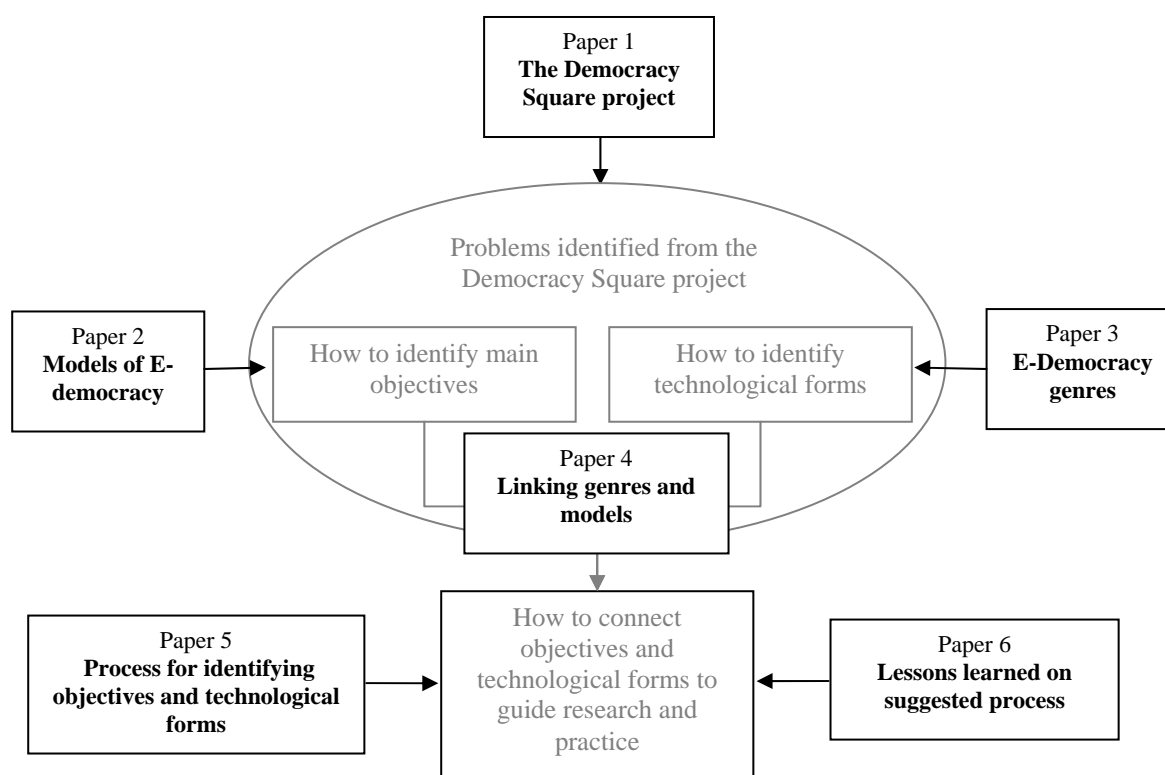 Paper 1
The Democracy
Square project
Problems identified from the
Democracy Square project
Paper 2
Models of E-
democracy
How to identify main
objectives
How to identify
technological forms
Paper 3
E-Democracy
genres
Paper 4
Linking genres and
models
Paper 5
Process for identifying
objectives and technological
forms
How to connect
objectives and
technological forms to
guide research and
practice
Paper 6
Lessons learned on
suggested process